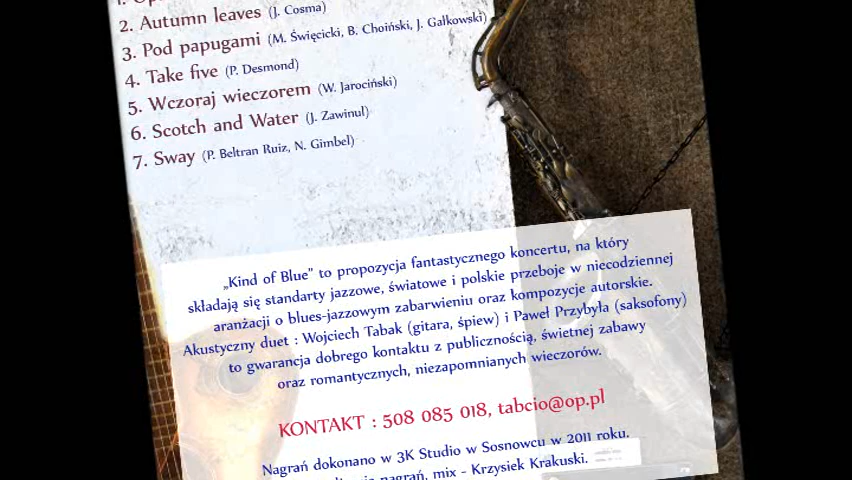 2. Autumn leaves (J. Cosma)
3. Pod papugami (M. Święcicki, B. Choiński, J. Gałkowski)
4. Take five (P. Desmond)
5. Wczoraj wieczorem (W. Jarociński)
6. Scotch and Water (J. Zawinul)
7. Sway (P. Beltran Ruiz, N. Gimbel)
„Kind of Blue” to propozycja fantastycznego koncertu, na który
składają się standarty jazzowe, światowe i polskie przeboje w niecodziennej
aranżacji o blues-jazzowym zabarwieniu oraz kompozycje autorskie.
Akustyczny duet : Wojciech Tabak (gitara, śpiew) i Paweł Przybyła (saksofony)
to gwarancja dobrego kontaktu z publicznością, świetnej zabawy
oraz romantycznych, niezapomnianych wieczorów.
KONTAKT : 508 085 018, tabcio@op.pl
Nagrań dokonano w 3K Studio w Sosnowcu w 2011 roku.
nagrań, mix - Krzysiek Krakuski.